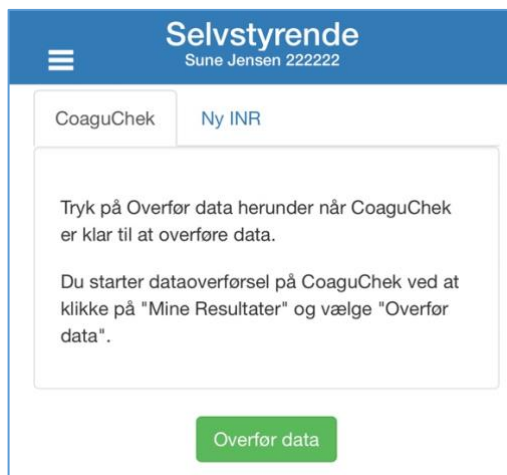 Selvstyrende
Sune Jensen 222222
CoaguChek
Ny INR
Tryk på Overfør data herunder når CoaguChek
er klar til at overføre data.
Du starter dataoverførsel på CoaguChek ved at
klikke på "Mine Resultater" og vælge "Overfør
data".
Overfør data